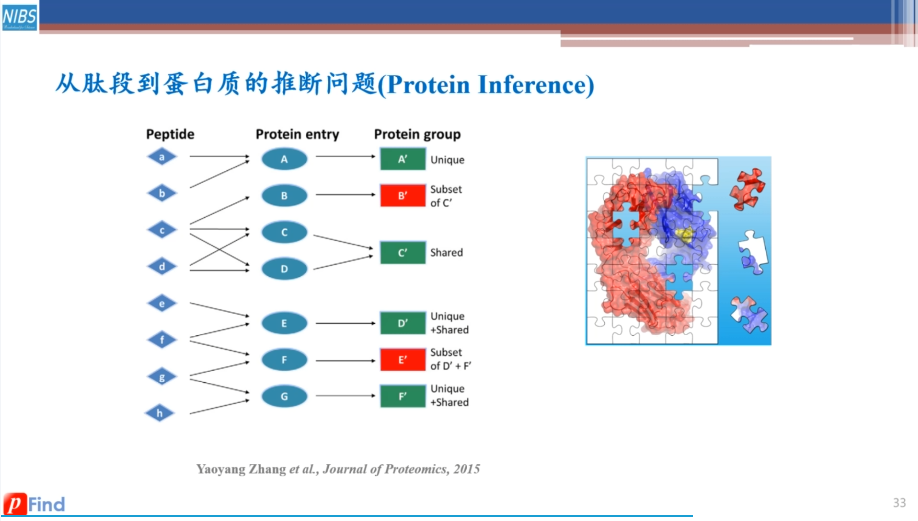 NIBS
从肽段到蛋白质的推断问题(Protein Inference)
Peptide Protein entry Protein group
a A A' Unique
b B B' Subset
of C'
c C
C' Shared
d D
e
E D' Unique
+Shared
f F E' Subset
of D' + F'
g
G F' Unique
+Shared
h
Yaoyang Zhang et al., Journal of Proteomics, 2015
pFind
33